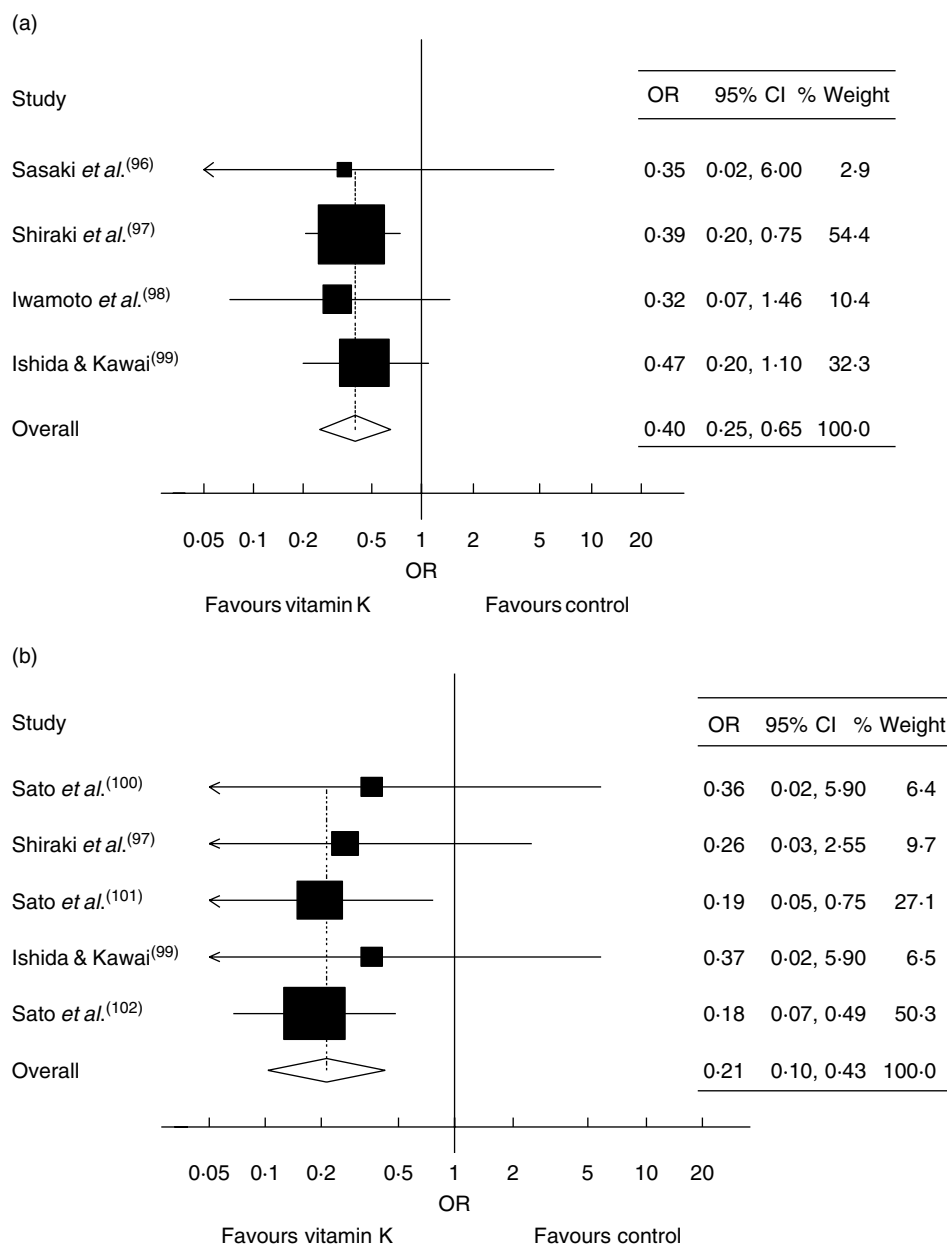 (a)
Study OR 95% CI % Weight
Sasaki et al.(96) 0·35 0·02, 6·00 2·9
Shiraki et al.(97) 0·39 0·20, 0·75 54·4
Iwamoto et al.(98) 0·32 0·07, 1·46 10·4
Ishida & Kawai(99) 0·47 0·20, 1·10 32·3
Overall 0·40 0·25, 0·65 100·0
0·05 0·1 0·2 0·5 1 2 5 10 20
OR
Favours vitamin K Favours control
(b)
Study OR 95% CI % Weight
Sato et al.(100) 0·36 0·02, 5·90 6·4
Shiraki et al.(97) 0·26 0·03, 2·55 9·7
Sato et al.(101) 0·19 0·05, 0·75 27·1
Ishida & Kawai(99) 0·37 0·02, 5·90 6·5
Sato et al.(102) 0·18 0·07, 0·49 50·3
Overall 0·21 0·10, 0·43 100·0
0·05 0·1 0·2 0·5 1 2 5 10 20
OR
Favours vitamin K Favours control